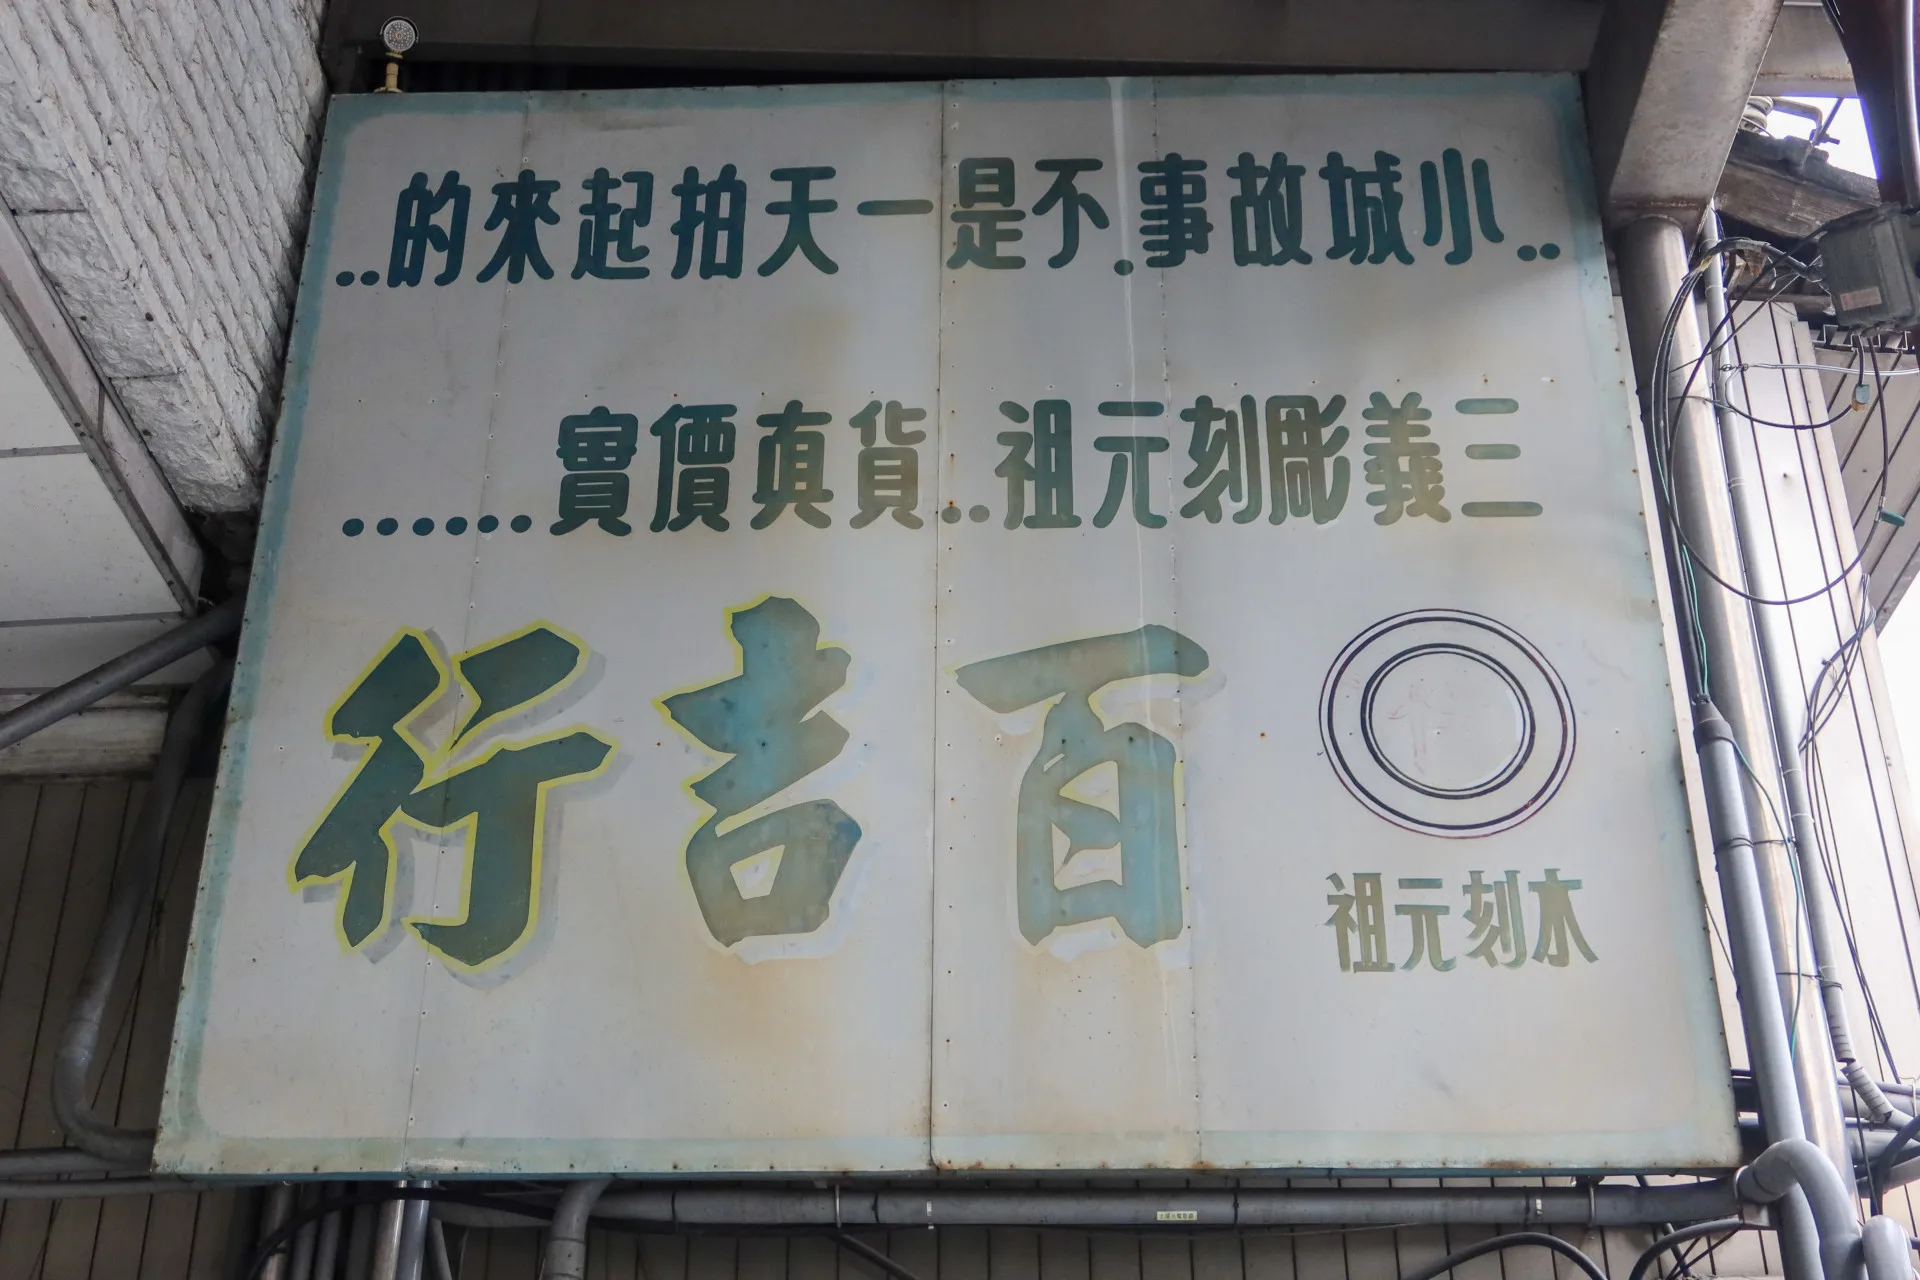 ..小城故事.不是一天拍起來的..
三義彫刻元祖..貨真價實......
百吉行
木刻元祖